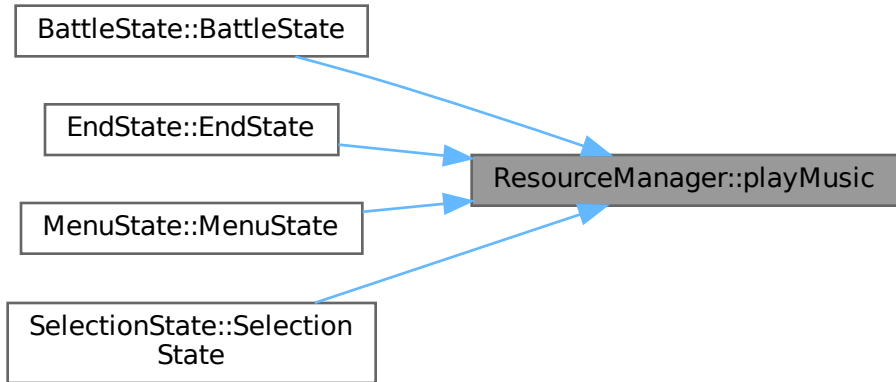 BattleState::BattleState
EndState::EndState
ResourceManager::playMusic
MenuState::MenuState
SelectionState::Selection
State